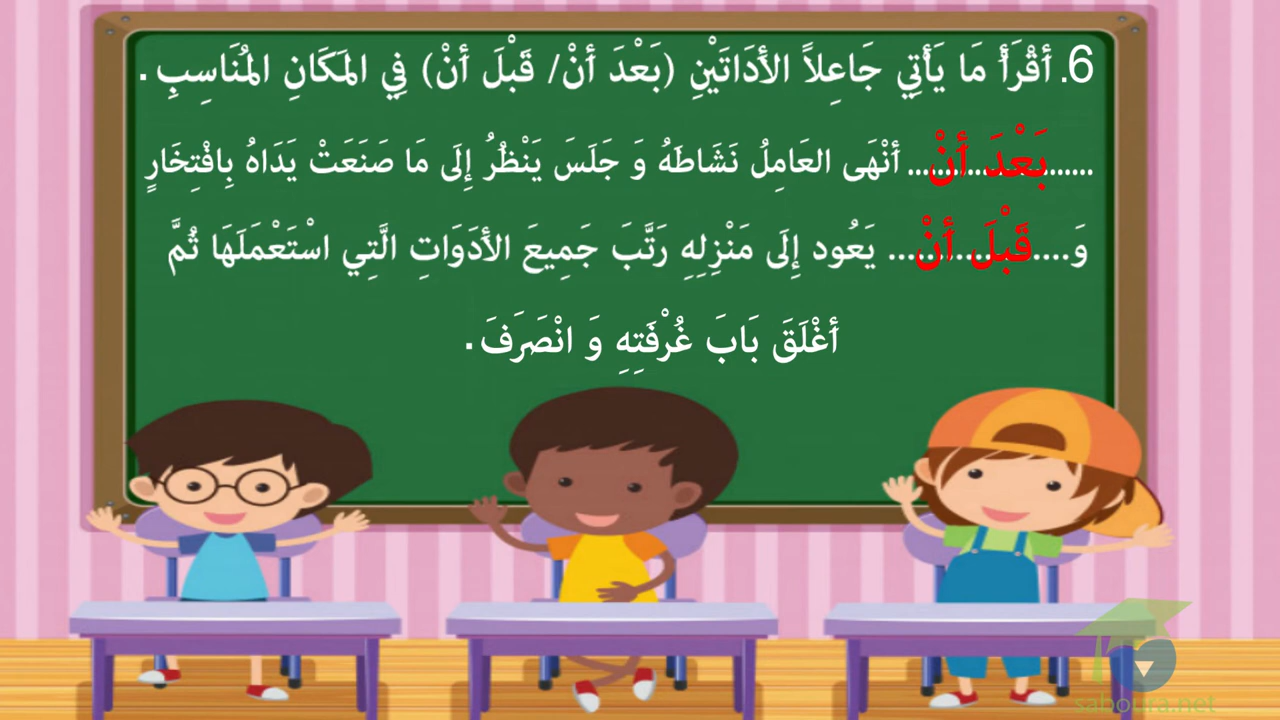 6. أَقْرَأُ مَا يَأْتِي جَاعِلاً الأَدَاتَيْنِ (بَعْدَ أَنْ/ قَبْلَ أَنْ) فِي المَكَانِ المُنَاسِبِ .
......بَعْدَ أَنْ...... أَنْهَى العَامِلُ نَشَاطَهُ وَ جَلَسَ يَنْظُرُ إِلَى مَا صَنَعَتْ يَدَاهُ بِافْتِخَارٍ
وَ....قَبْلَ أَنْ.... يَعُود إِلَى مَنْزِلِهِ رَتَّبَ جَمِيعَ الأَدَوَاتِ الَّتِي اسْتَعْمَلَهَا ثُمَّ
أَغْلَقَ بَابَ غُرْفَتِهِ وَ انْصَرَفَ .
saboura.net